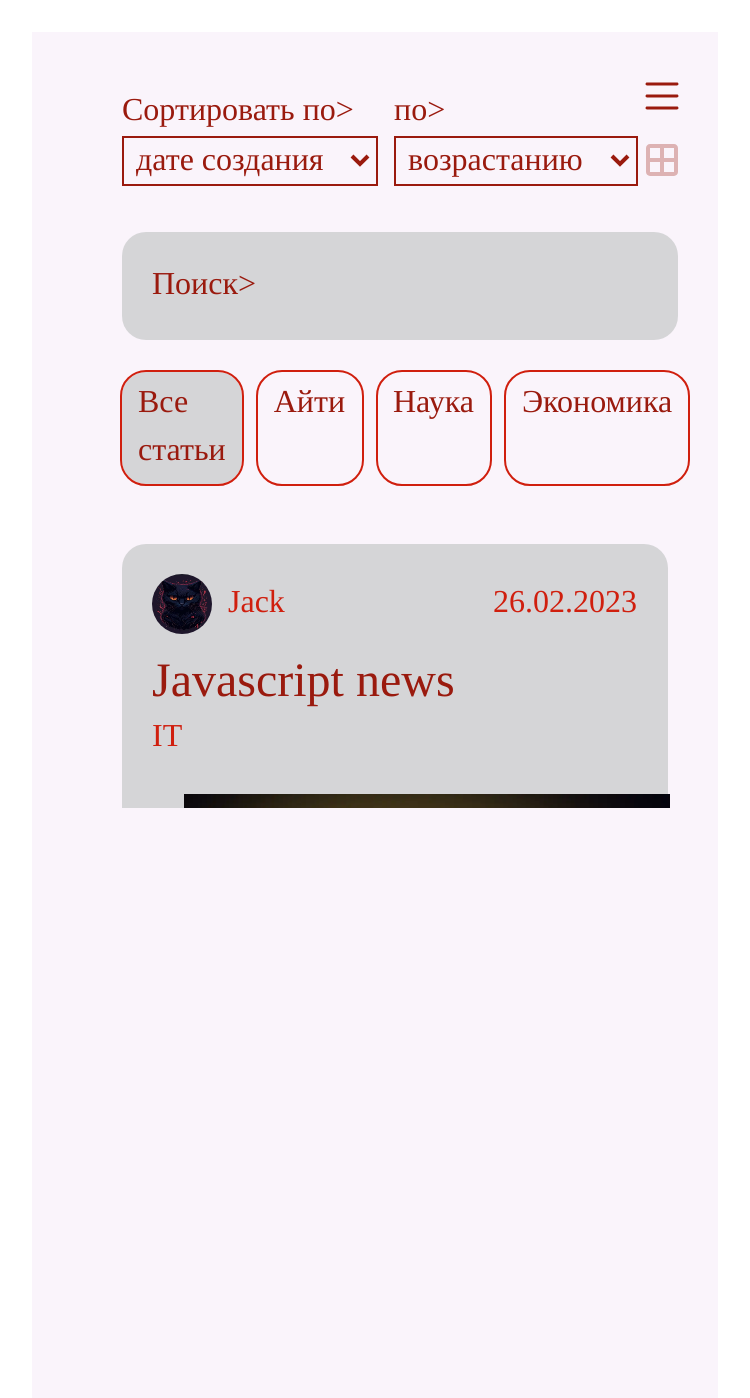 Сортировать по> по>
дате создания возрастанию
Поиск>
Все статьи Айти Наука Экономика
Jack 26.02.2023
Javascript news
IT